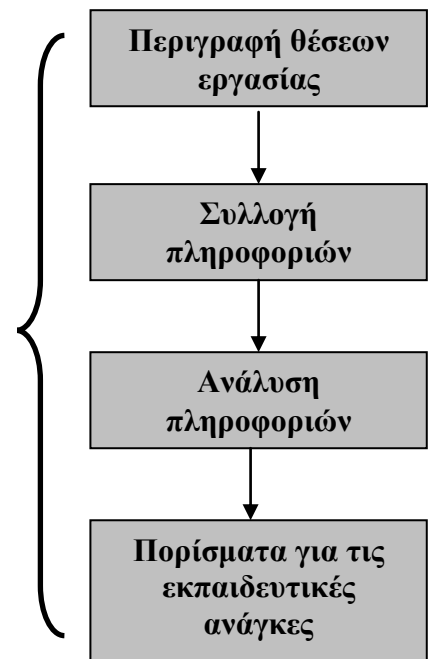 Περιγραφή θέσεων
εργασίας
Συλλογή
πληροφοριών
Ανάλυση
πληροφοριών
Πορίσματα για τις
εκπαιδευτικές
ανάγκες